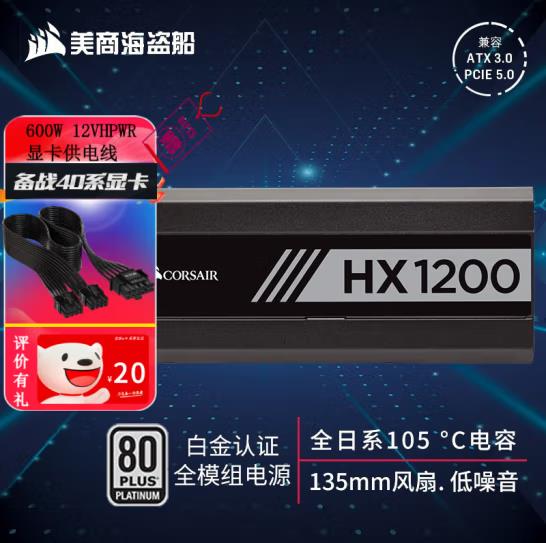 美商海盗船
兼容
ATX 3.0
PCIE 5.0
600W 12VHPWR
显卡供电线
备战40系显卡
CORSAIR
HX1200
评价有礼
¥20
80
PLUS
PLATINUM
白金认证
全模组电源
全日系105 °C电容
135mm风扇. 低噪音